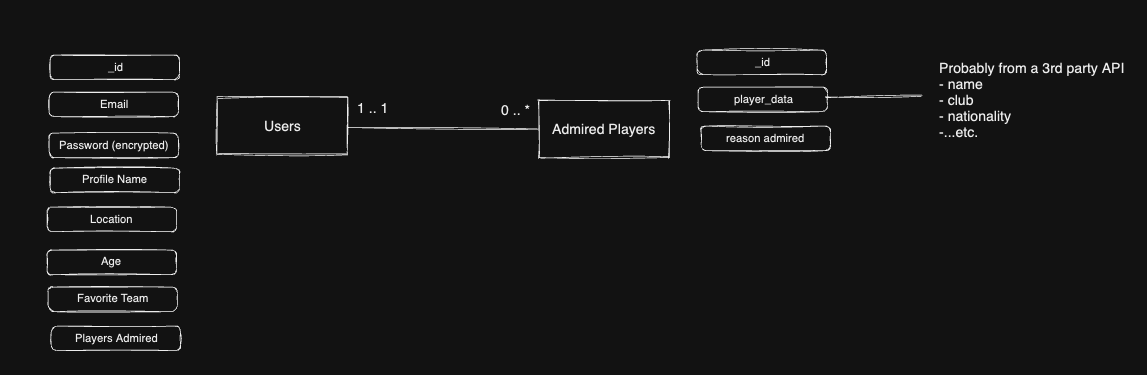 _id
Email
Password (encrypted)
Profile Name
Location
Age
Favorite Team
Players Admired
Users
1 .. 1
0 ..*
Admired Players
_id
player_data
reason admired
Probably from a 3rd party API
- name
- club
- nationality
-...etc.